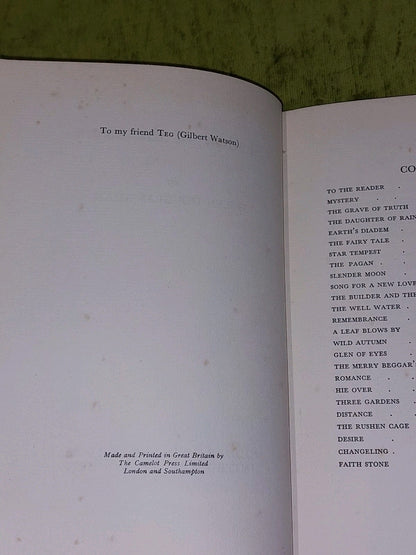 To my friend TEG (Gilbert Watson)
Made and Printed in Great Britain by
The Camelot Press Limited
London and Southampton
CO
TO THE READER .
MYSTERY . .
THE GRAVE OF TRUTH
THE DAUGHTER OF RAIN
EARTH'S DIADEM .
THE FAIRY TALE .
STAR TEMPEST .
THE PAGAN . .
SLENDER MOON .
SONG FOR A NEW LOVE
THE BUILDER AND THE
THE WELL WATER .
REMEMBRANCE .
A LEAF BLOWS BY
WILD AUTUMN .
GLEN OF EYES .
THE MERRY BEGGAR'
ROMANCE . .
HIE OVER . .
THREE GARDENS .
DISTANCE . .
THE RUSHEN CAGE .
DESIRE .
CHANGELING .
FAITH STONE